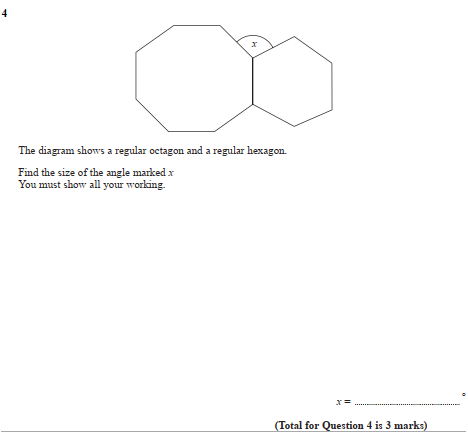 4
x
The diagram shows a regular octagon and a regular hexagon.
Find the size of the angle marked x
You must show all your working.
x = ........................................ °
(Total for Question 4 is 3 marks)